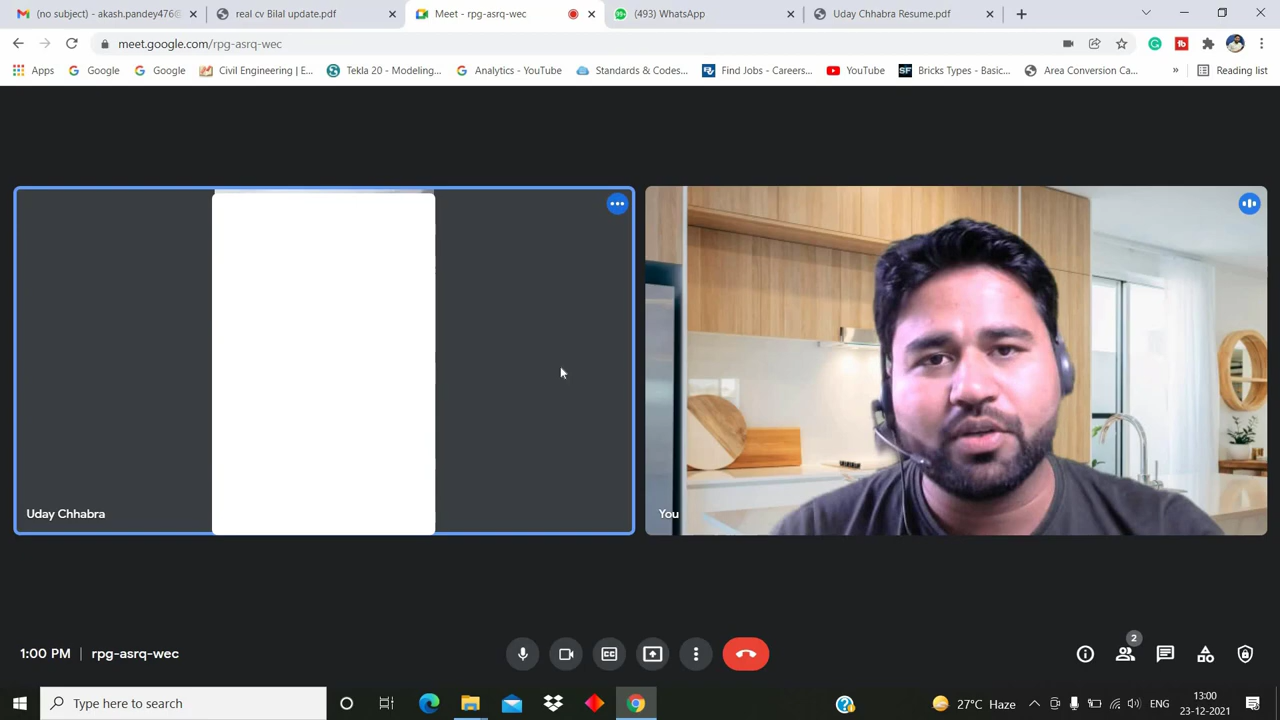 (no subject) - akash.pandey476@
real cv Bilal update.pdf
Meet - rpg-asrq-wec
(493) WhatsApp
Uday Chhabra Resume.pdf
meet.google.com/rpg-asrq-wec
Apps
Google
Google
Civil Engineering | E...
Tekla 20 - Modeling...
Analytics - YouTube
Standards & Codes...
Find Jobs - Careers...
YouTube
SF
Bricks Types - Basic...
Area Conversion Ca...
»
Reading list
Uday Chhabra
You
1:00 PM | rpg-asrq-wec
CC
2
Type here to search
27°C Haze
ENG
13:00
23-12-2021